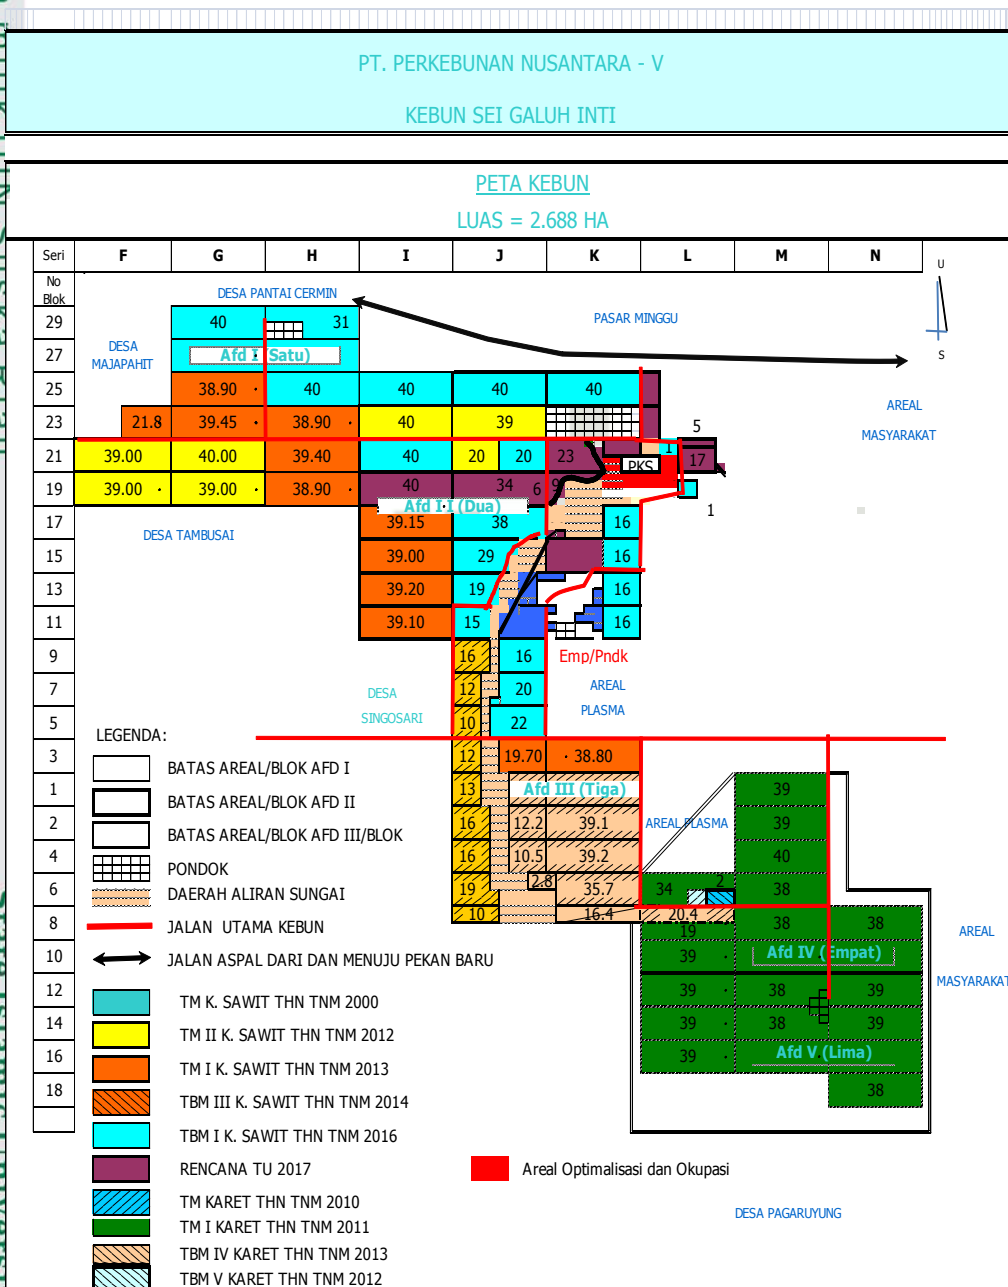 PT. PERKEBUNAN NUSANTARA - V
KEBUN SEI GALUH INTI
PETA KEBUN
LUAS = 2.688 HA
Seri F G H I J K L M N
No
Blok
U
S
DESA PANTAI CERMIN
PASAR MINGGU
DESA
MAJAPAHIT
29 40 31
27 Afd I (Satu)
25 38.90 40 40 40 40
AREAL
MASYARAKAT
23 21.8 39.45 38.90 40 39
5
21 39.00 40.00 39.40 40 20 20 23 PKS 1 17
19 39.00 39.00 38.90 40 34 6 9
Afd I I (Dua)
1
17 39.15 38 16
DESA TAMBUSAI
15 39.00 29 16
13 39.20 19 16
11 39.10 15 16
9 16 16 Emp/Pndk
7 12 20
AREAL
PLASMA
DESA
SINGOSARI
5 10 22
3 12 19.70 38.80
1 13 Afd III (Tiga) 39
2 16 12.2 39.1 AREAL PLASMA 39
4 16 10.5 39.2 40
6 19 2.8 35.7 34 2 38
8 10 16.4 20.4 19 38 38
10 39 Afd IV (Empat)
AREAL
MASYARAKAT
12 39 38 39
14 39 38 39
16 39 Afd V (Lima)
18 38
LEGENDA:
BATAS AREAL/BLOK AFD I
BATAS AREAL/BLOK AFD II
BATAS AREAL/BLOK AFD III/BLOK
PONDOK
DAERAH ALIRAN SUNGAI
JALAN UTAMA KEBUN
JALAN ASPAL DARI DAN MENUJU PEKAN BARU
TM K. SAWIT THN TNM 2000
TM II K. SAWIT THN TNM 2012
TM I K. SAWIT THN TNM 2013
TBM III K. SAWIT THN TNM 2014
TBM I K. SAWIT THN TNM 2016
RENCANA TU 2017
TM KARET THN TNM 2010
TM I KARET THN TNM 2011
TBM IV KARET THN TNM 2013
TBM V KARET THN TNM 2012
Areal Optimalisasi dan Okupasi
DESA PAGARUYUNG